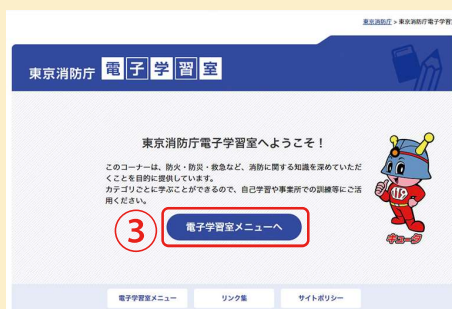 東京消防庁 > 東京消防庁電子学習
東京消防庁 電子学習室
東京消防庁電子学習室へようこそ！
このコーナーは、防火・防災・救急など、消防に関する知識を深めていただ
くことを目的に提供しています。
カテゴリごとに学ぶことができるので、自己学習や事業所での訓練等にご活
用ください。
③ 電子学習室メニューへ
119
キュータ
電子学習室メニュー リンク集 サイトポリシー